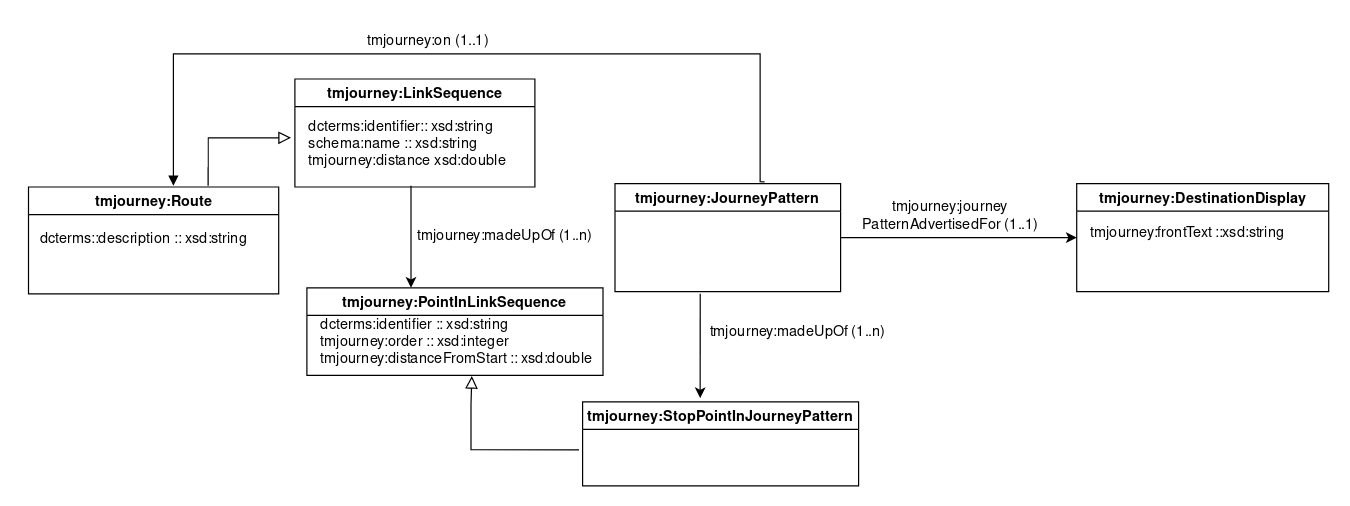 tmjourney:on (1..1)
tmjourney:LinkSequence
dcterms:identifier:: xsd:string
schema:name :: xsd:string
tmjourney:distance xsd:double
tmjourney:Route
dcterms::description :: xsd:string
tmjourney:madeUpOf (1..n)
tmjourney:JourneyPattern
tmjourney:journey
PatternAdvertisedFor (1..1)
tmjourney:DestinationDisplay
tmjourney:frontText ::xsd:string
tmjourney:PointInLinkSequence
dcterms:identifier :: xsd:string
tmjourney:order :: xsd:integer
tmjourney:distanceFromStart :: xsd:double
tmjourney:madeUpOf (1..n)
tmjourney:StopPointInJourneyPattern